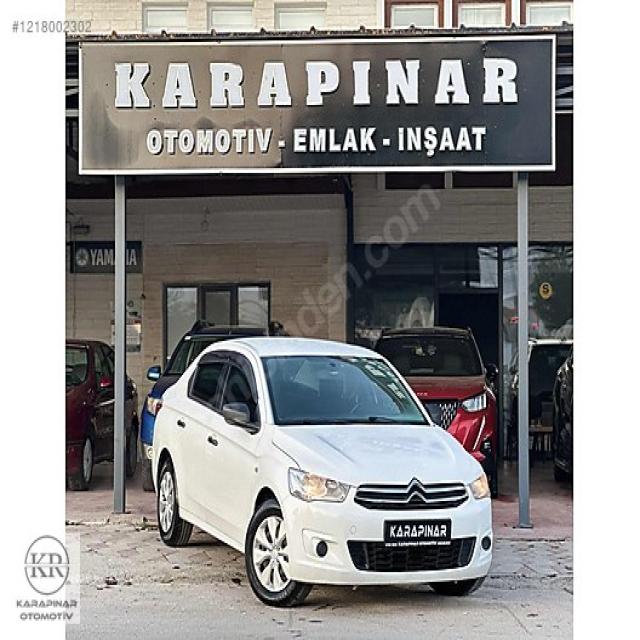 #1218002302
KARAPINAR
OTOMOTİV - EMLAK - İNŞAAT
YAMAHA
S
KARAPINAR
KR
KARAPINAR
OTOMOTİV